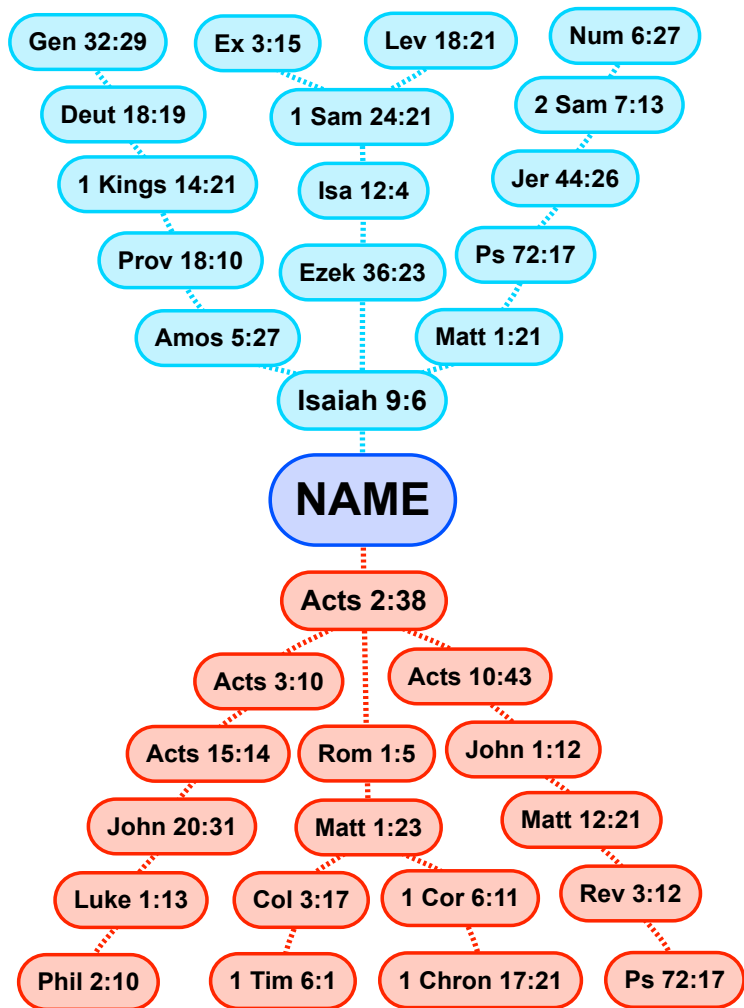 Gen 32:29
Ex 3:15
Lev 18:21
Num 6:27
Deut 18:19
1 Sam 24:21
2 Sam 7:13
1 Kings 14:21
Isa 12:4
Jer 44:26
Prov 18:10
Ezek 36:23
Ps 72:17
Amos 5:27
Matt 1:21
Isaiah 9:6
NAME
Acts 2:38
Acts 3:10
Acts 10:43
Acts 15:14
Rom 1:5
John 1:12
John 20:31
Matt 1:23
Matt 12:21
Luke 1:13
Col 3:17
1 Cor 6:11
Rev 3:12
Phil 2:10
1 Tim 6:1
1 Chron 17:21
Ps 72:17